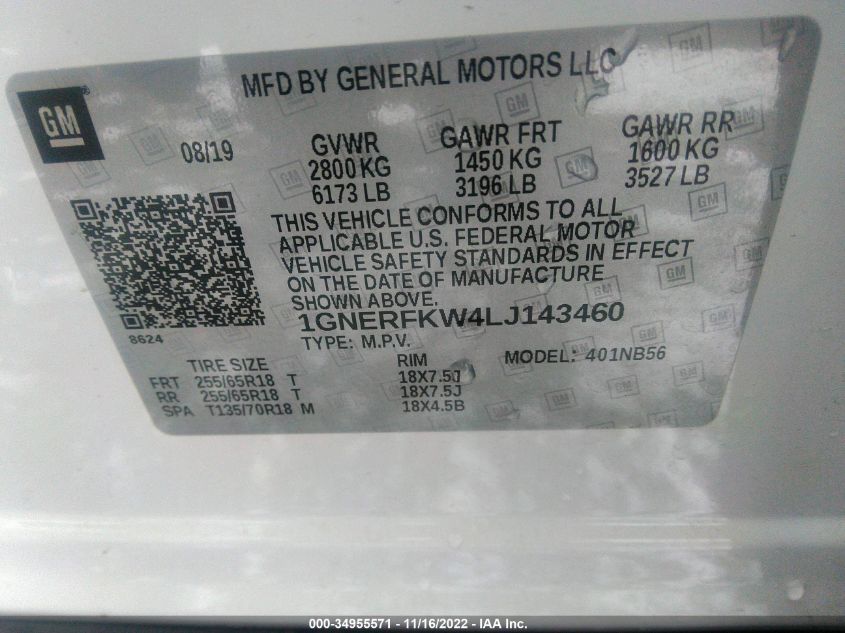 MFD BY GENERAL MOTORS LLC
GM
®
08/19
GVWR GAWR FRT GAWR RR
2800 KG 1450 KG 1600 KG
6173 LB 3196 LB 3527 LB
THIS VEHICLE CONFORMS TO ALL
APPLICABLE U.S. FEDERAL MOTOR
VEHICLE SAFETY STANDARDS IN EFFECT
ON THE DATE OF MANUFACTURE
SHOWN ABOVE.
8624
1GNERFKW4LJ143460
TYPE: M.P.V. MODEL: 401NB56
TIRE SIZE RIM
FRT 255/65R18 T 18X7.5J
RR 255/65R18 T 18X7.5J
SPA T135/70R18 M 18X4.5B
000-34955571 - 11/16/2022 - IAA Inc.